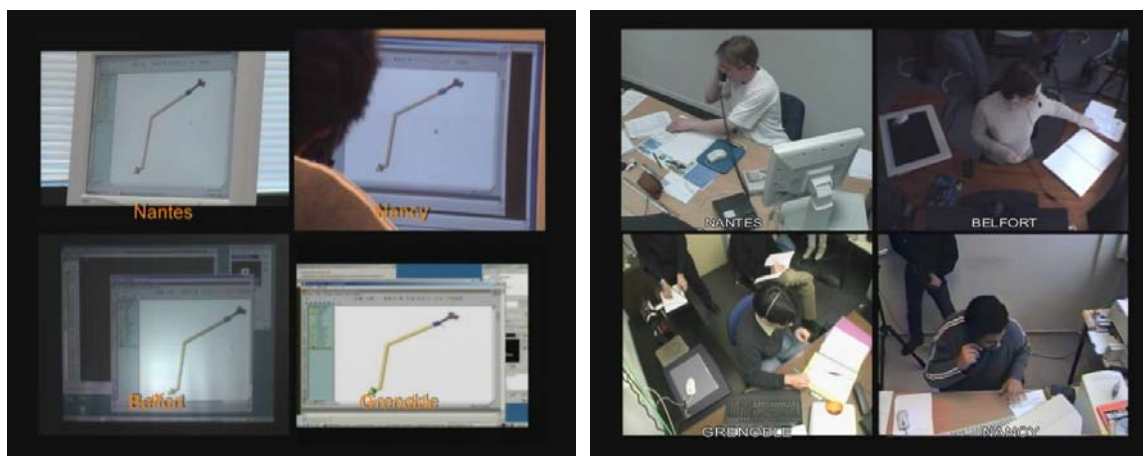 Nantes
Nancy
Belfort
Grenoble
NANTES
BELFORT
GRENOBLE
NANCY